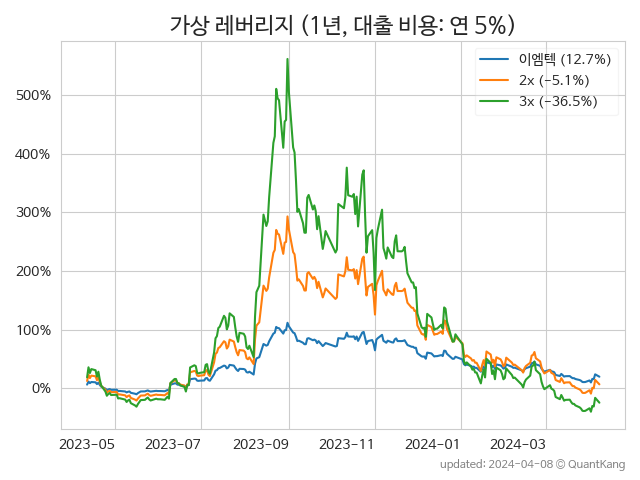 가상 레버리지 (1년, 대출 비용: 연 5%)
이엠텍 (12.7%)
2x (−5.1%)
3x (−36.5%)
500%
400%
300%
200%
100%
0%
2023-05 2023-07 2023-09 2023-11 2024-01 2024-03
updated: 2024-04-08 © QuantKang